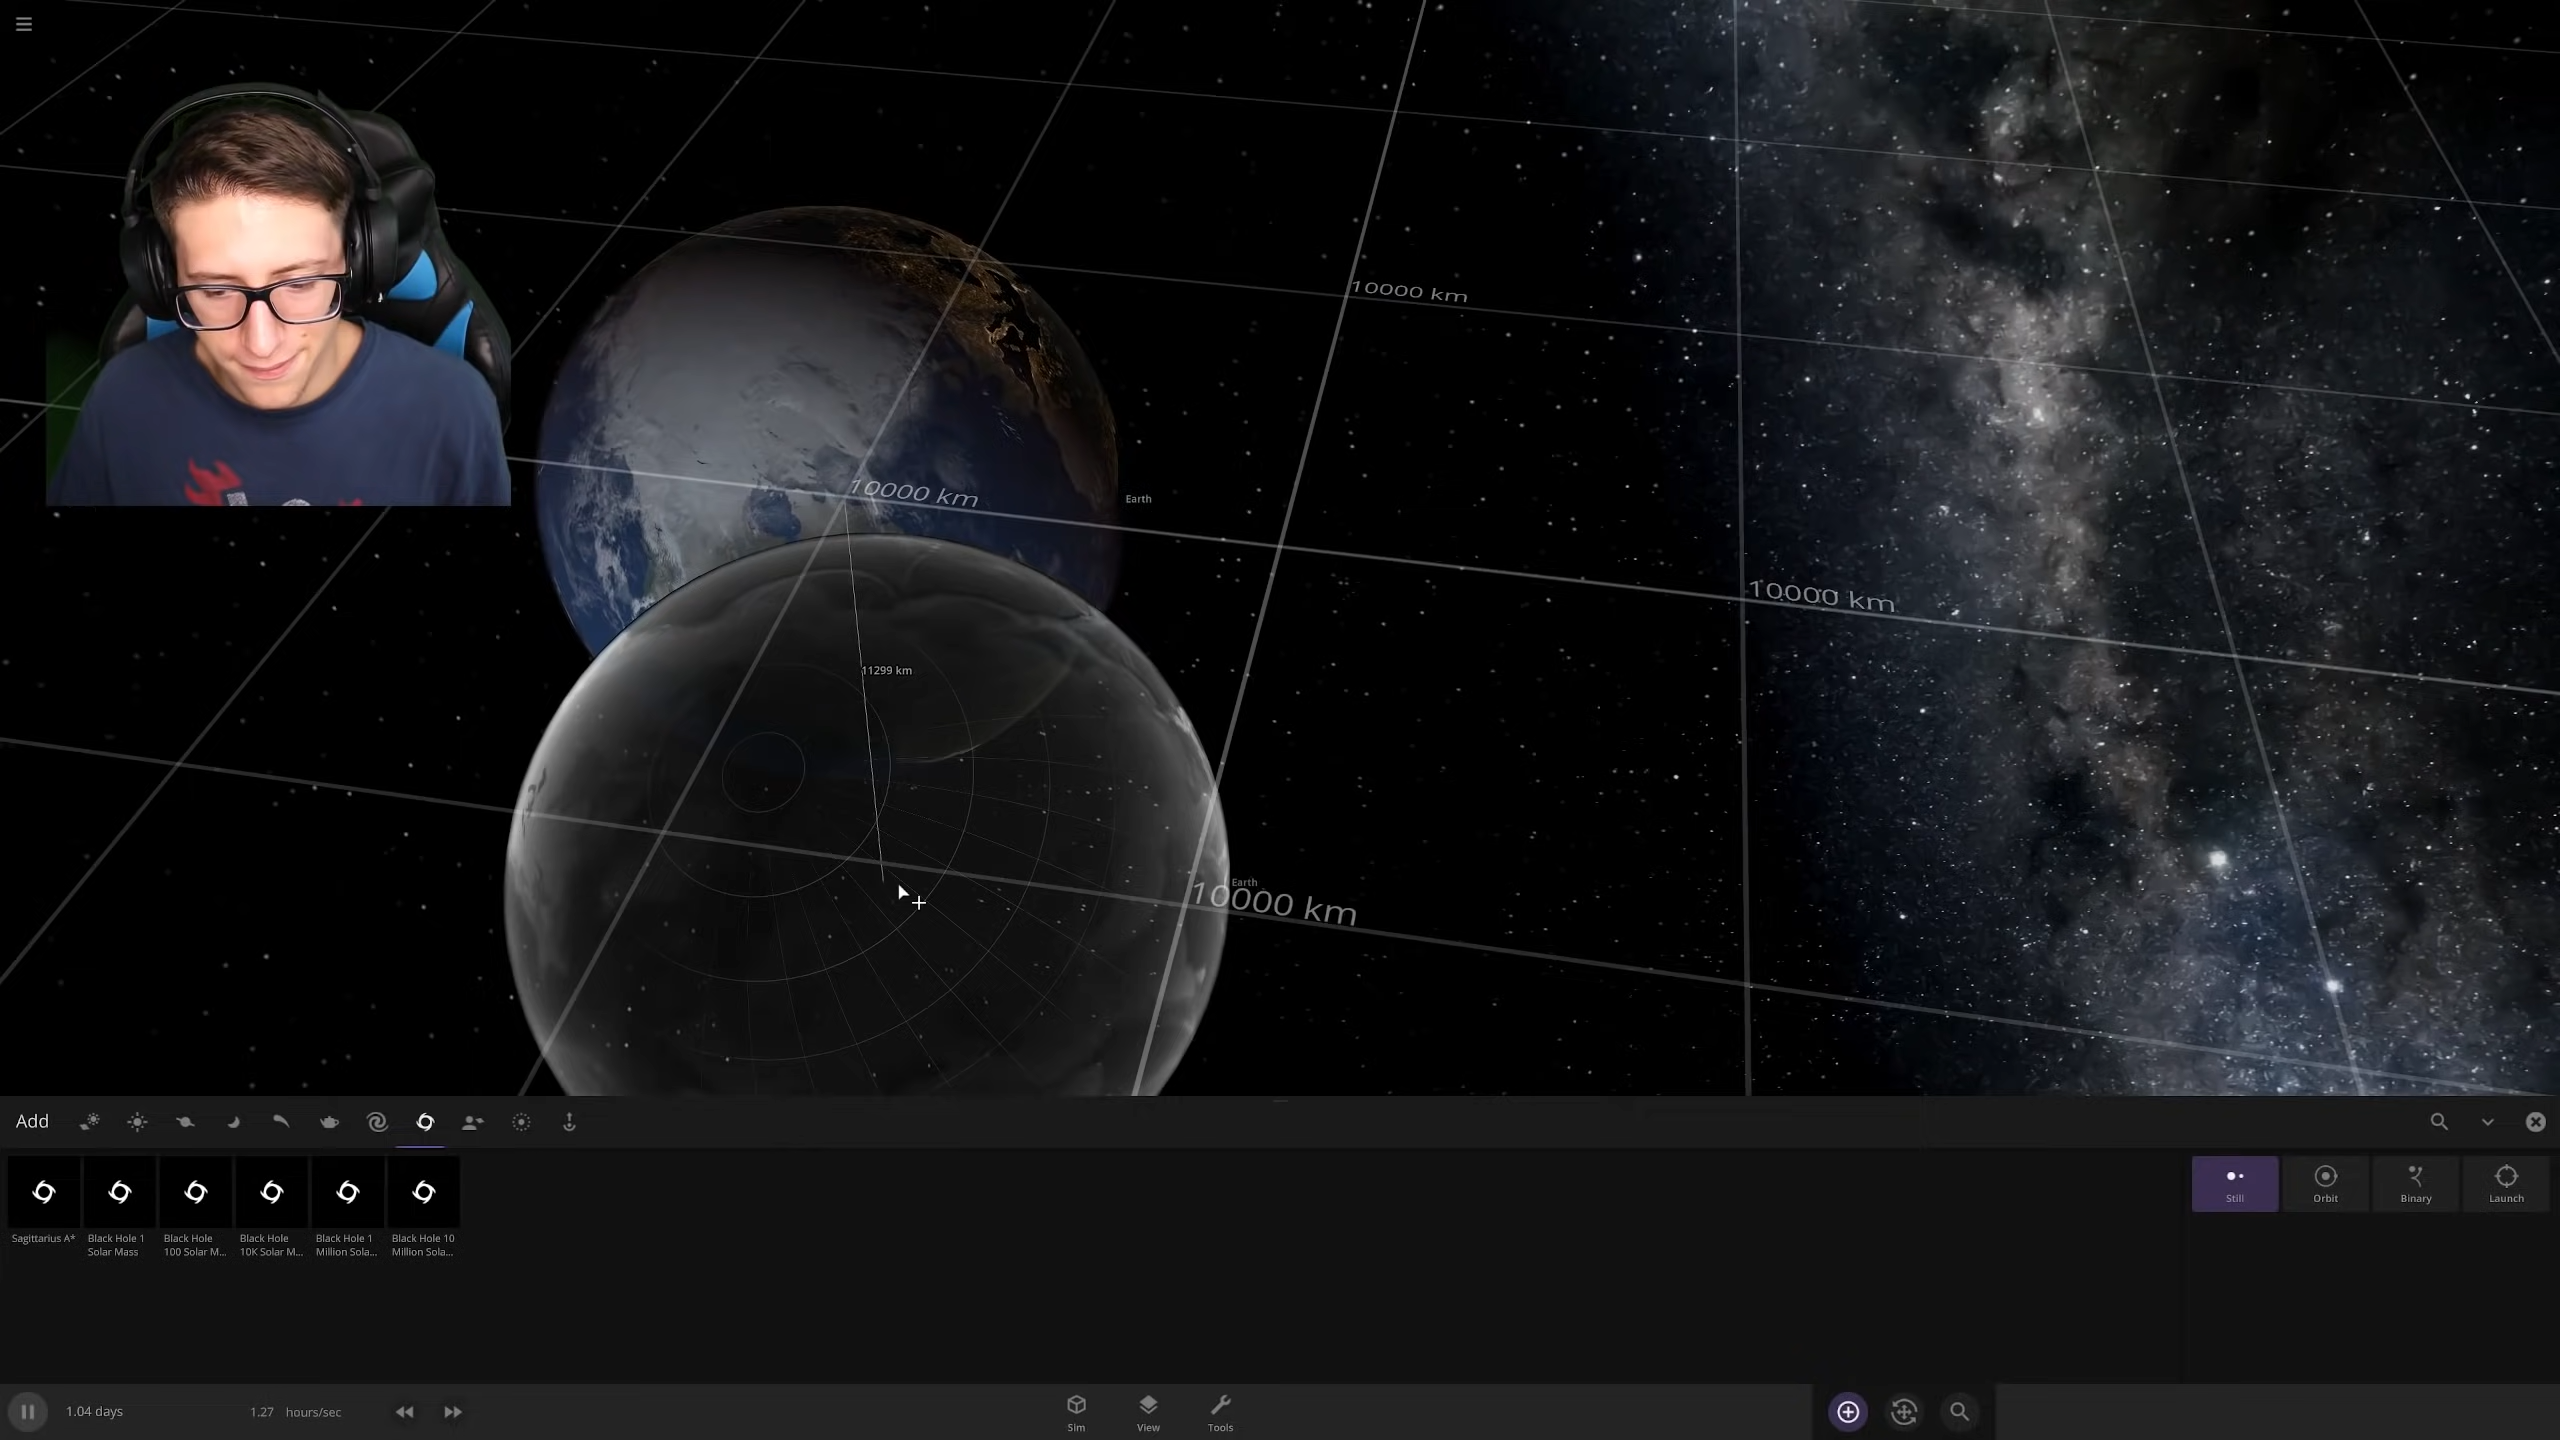 10000 km
10000 km
Earth
10000 km
11299 km
Earth
10000 km
Add
Sagittarius A*
Black Hole 1
Solar Mass
Black Hole
100 Solar M...
Black Hole
10K Solar M...
Black Hole 1
Million Sola...
Black Hole 10
Million Sola...
Still
Orbit
Binary
Launch
1.04 days
1.27 hours/sec
Sim
View
Tools